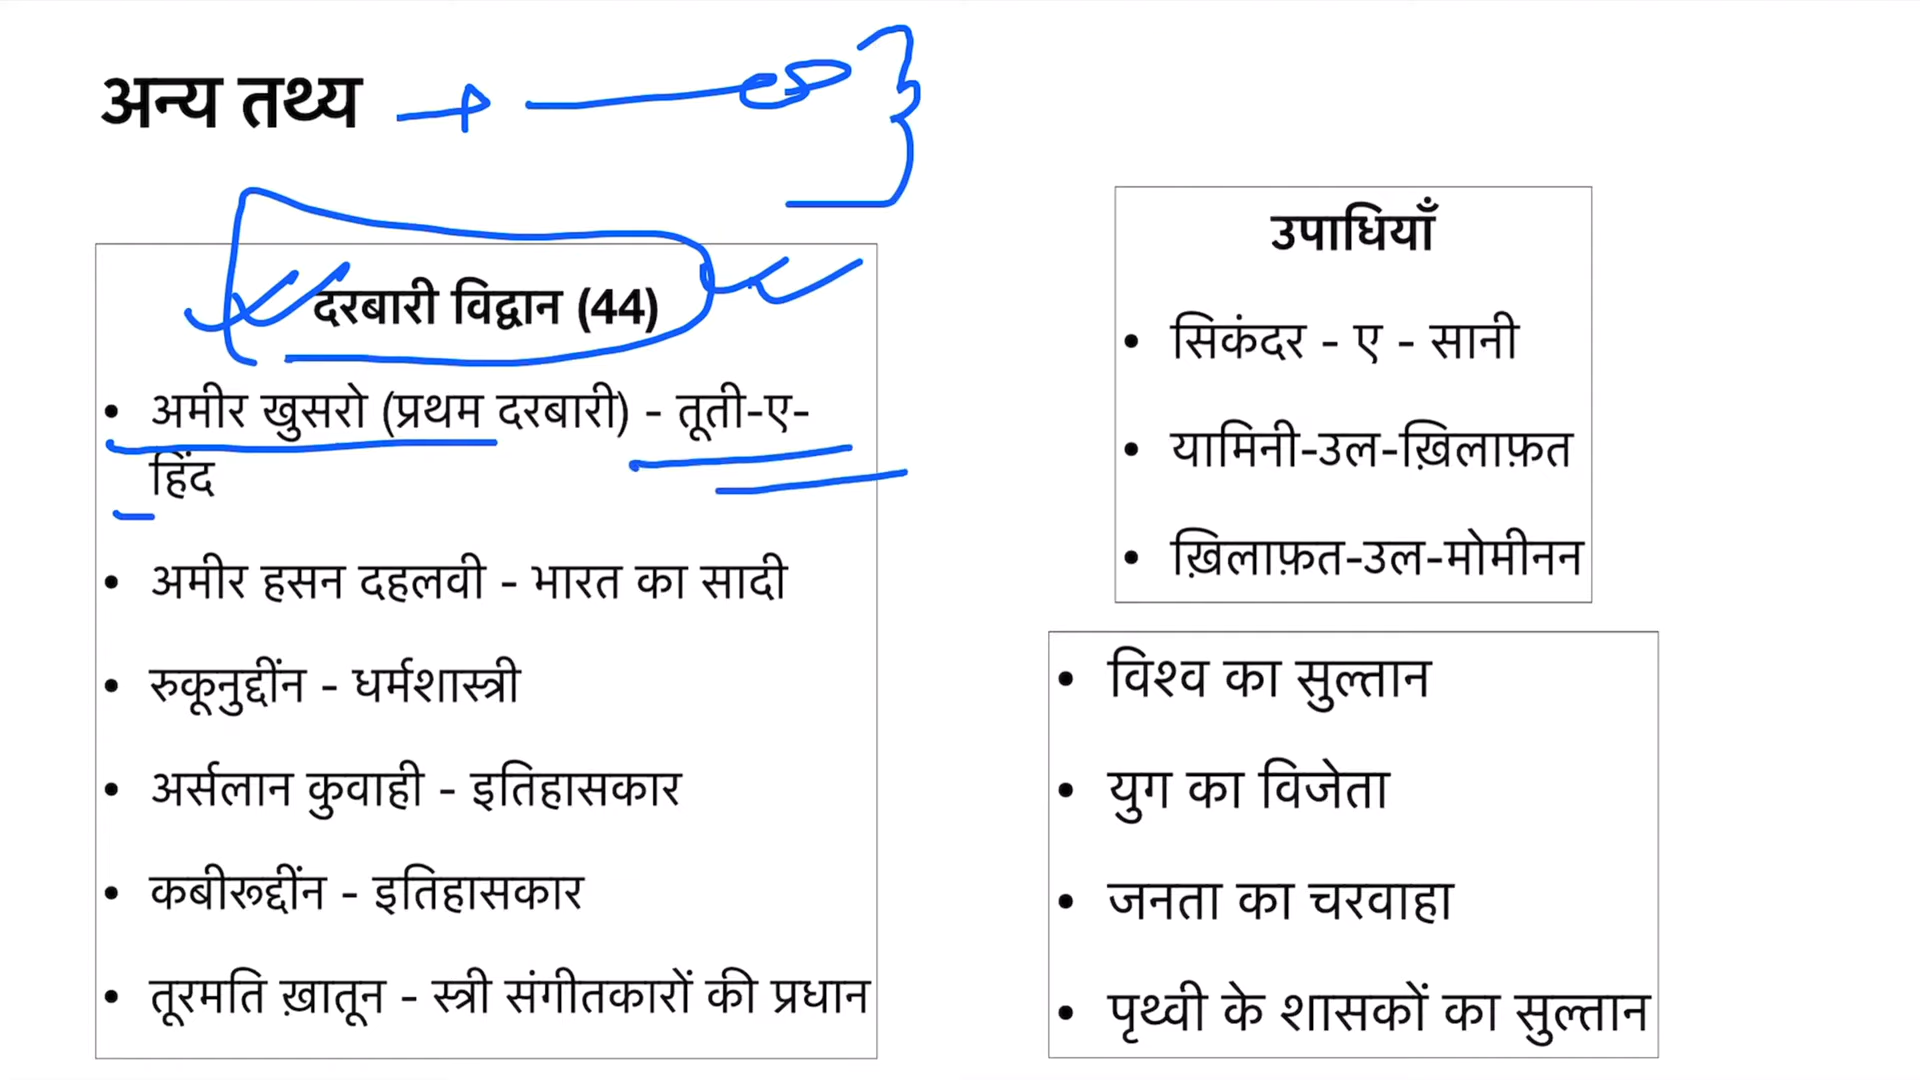 अन्य तथ्य
दरबारी विद्वान (44)
• अमीर खुसरो (प्रथम दरबारी) - तूती-ए-
हिंद
• अमीर हसन दहलवी - भारत का सादी
• रुकूनुद्दींन - धर्मशास्त्री
• अर्सलान कुवाही - इतिहासकार
• कबीरूद्दींन - इतिहासकार
• तूरमति ख़ातून - स्त्री संगीतकारों की प्रधान
उपाधियाँ
• सिकंदर - ए - सानी
• यामिनी-उल-ख़िलाफ़त
• ख़िलाफ़त-उल-मोमीनन
• विश्व का सुल्तान
• युग का विजेता
• जनता का चरवाहा
• पृथ्वी के शासकों का सुल्तान